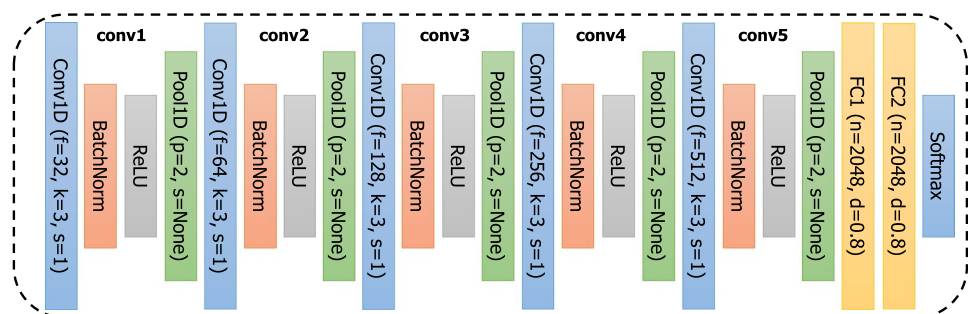 conv1
conv2
conv3
conv4
conv5
Conv1D (f=32, k=3, s=1)
BatchNorm
ReLU
Pool1D (p=2, s=None)
Conv1D (f=64, k=3, s=1)
BatchNorm
ReLU
Pool1D (p=2, s=None)
Conv1D (f=128, k=3, s=1)
BatchNorm
ReLU
Pool1D (p=2, s=None)
Conv1D (f=256, k=3, s=1)
BatchNorm
ReLU
Pool1D (p=2, s=None)
Conv1D (f=512, k=3, s=1)
BatchNorm
ReLU
Pool1D (p=2, s=None)
FC1 (n=2048, d=0.8)
FC2 (n=2048, d=0.8)
Softmax